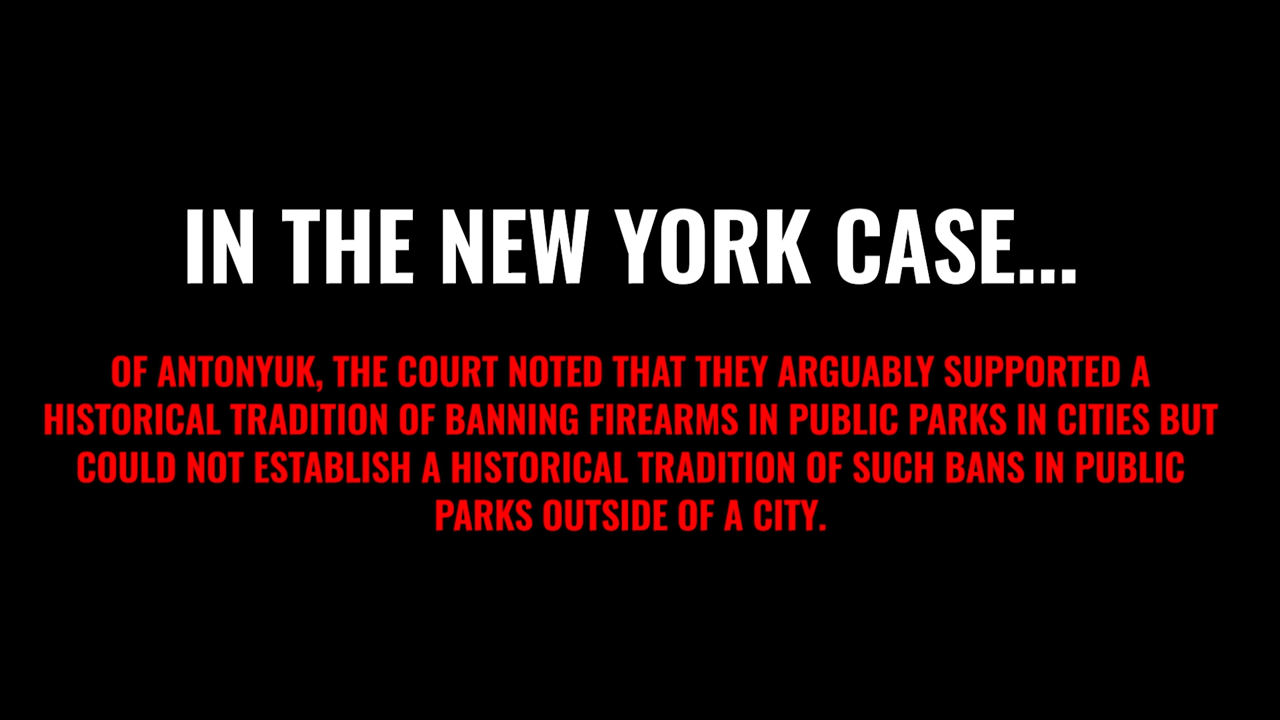 IN THE NEW YORK CASE...
OF ANTONYUK, THE COURT NOTED THAT THEY ARGUABLY SUPPORTED A
HISTORICAL TRADITION OF BANNING FIREARMS IN PUBLIC PARKS IN CITIES BUT
COULD NOT ESTABLISH A HISTORICAL TRADITION OF SUCH BANS IN PUBLIC
PARKS OUTSIDE OF A CITY.